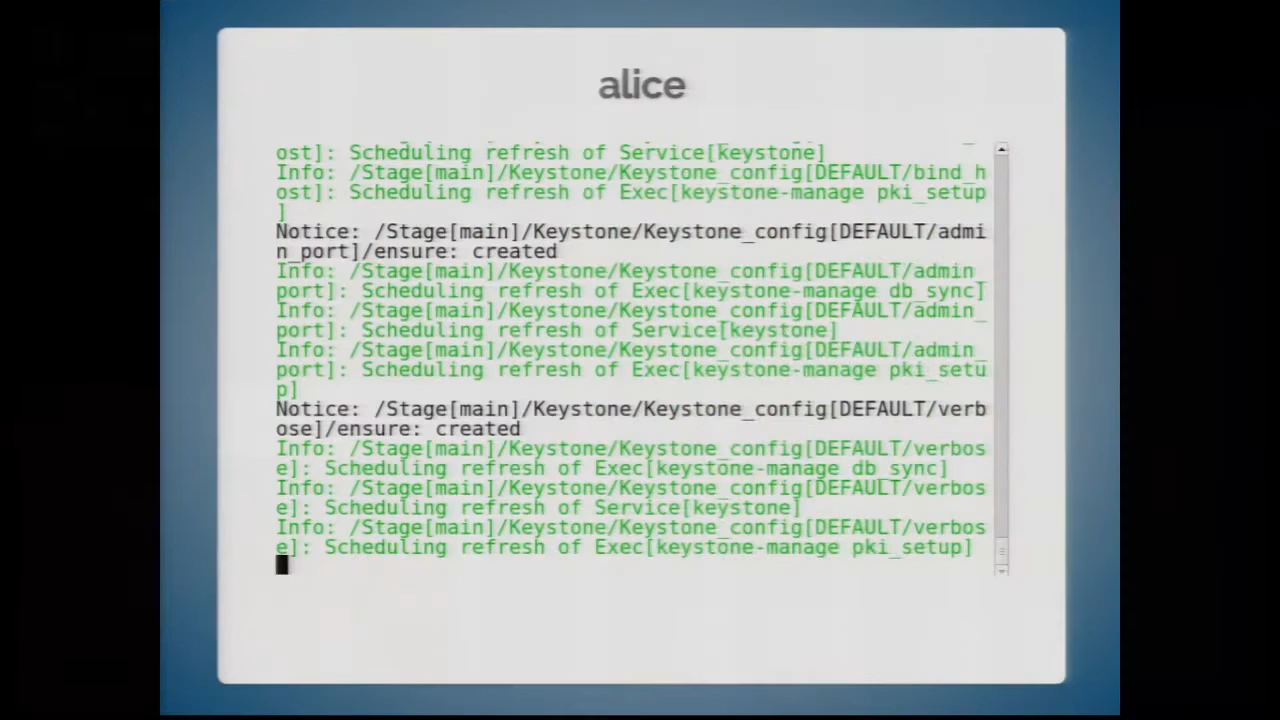 alice
ost]: Scheduling refresh of Service[keystone]
Info: /Stage[main]/Keystone/Keystone_config[DEFAULT/bind_h
ost]: Scheduling refresh of Exec[keystone-manage pki_setup
]
Notice: /Stage[main]/Keystone/Keystone_config[DEFAULT/admi
n_port]/ensure: created
Info: /Stage[main]/Keystone/Keystone_config[DEFAULT/admin_
port]: Scheduling refresh of Exec[keystone-manage db_sync]
Info: /Stage[main]/Keystone/Keystone_config[DEFAULT/admin_
port]: Scheduling refresh of Service[keystone]
Info: /Stage[main]/Keystone/Keystone_config[DEFAULT/admin_
port]: Scheduling refresh of Exec[keystone-manage pki_setu
p]
Notice: /Stage[main]/Keystone/Keystone_config[DEFAULT/verb
ose]/ensure: created
Info: /Stage[main]/Keystone/Keystone_config[DEFAULT/verbos
e]: Scheduling refresh of Exec[keystone-manage db_sync]
Info: /Stage[main]/Keystone/Keystone_config[DEFAULT/verbos
e]: Scheduling refresh of Service[keystone]
Info: /Stage[main]/Keystone/Keystone_config[DEFAULT/verbos
e]: Scheduling refresh of Exec[keystone-manage pki_setup]